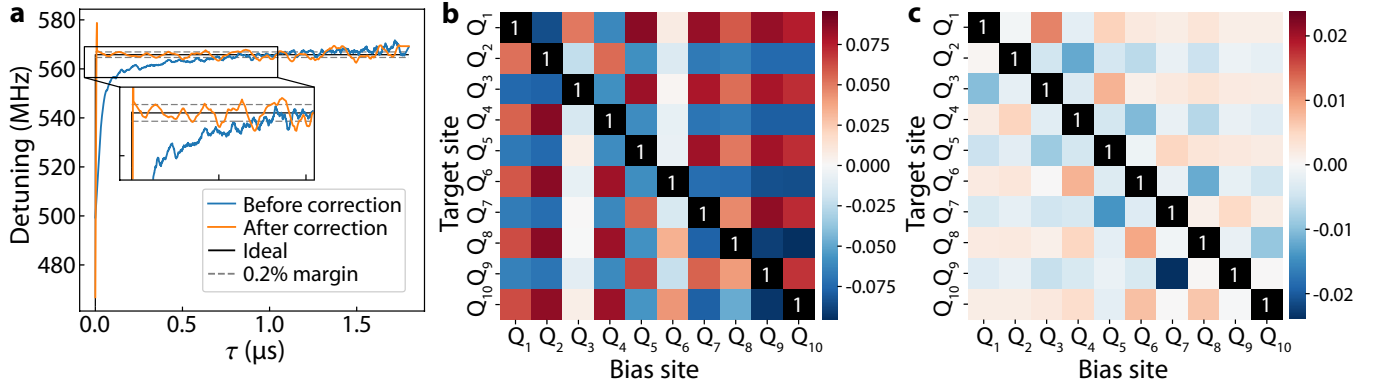 a
Detuning (MHz)
580
560
540
520
500
480
Before correction
After correction
Ideal
0.2% margin
0.0
0.5
1.0
1.5
τ (μs)
b
Target site
Q1
Q2
Q3
Q4
Q5
Q6
Q7
Q8
Q9
Q10
1
1
1
1
1
1
1
1
1
1
Q1 Q2 Q3 Q4 Q5 Q6 Q7 Q8 Q9 Q10
Bias site
0.075
0.050
0.025
0.000
-0.025
-0.050
-0.075
c
Target site
Q1
Q2
Q3
Q4
Q5
Q6
Q7
Q8
Q9
Q10
1
1
1
1
1
1
1
1
1
1
Q1 Q2 Q3 Q4 Q5 Q6 Q7 Q8 Q9 Q10
Bias site
0.02
0.01
0.00
-0.01
-0.02